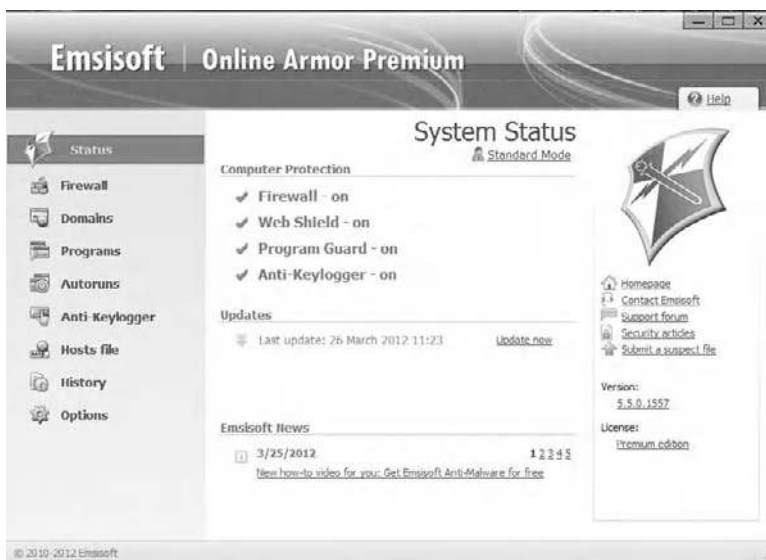 Emsisoft | Online Armor Premium
Help
Status
Firewall
Domains
Programs
Autoruns
Anti-Keylogger
Hosts file
History
Options
System Status
Standard Mode
Computer Protection
Firewall - on
Web Shield - on
Program Guard - on
Anti-Keylogger - on
Updates
Last update: 26 March 2012 11:23 Update now
Emsisoft News
3/25/2012 1 2 3 4 5
New how-to video for you: Get Emsisoft Anti-Malware for free
Homepage
Contact Emsisoft
Support forum
Security articles
Submit a suspect file
Version:
5.5.0.1557
License:
Premium edition
© 2010-2012 Emsisoft